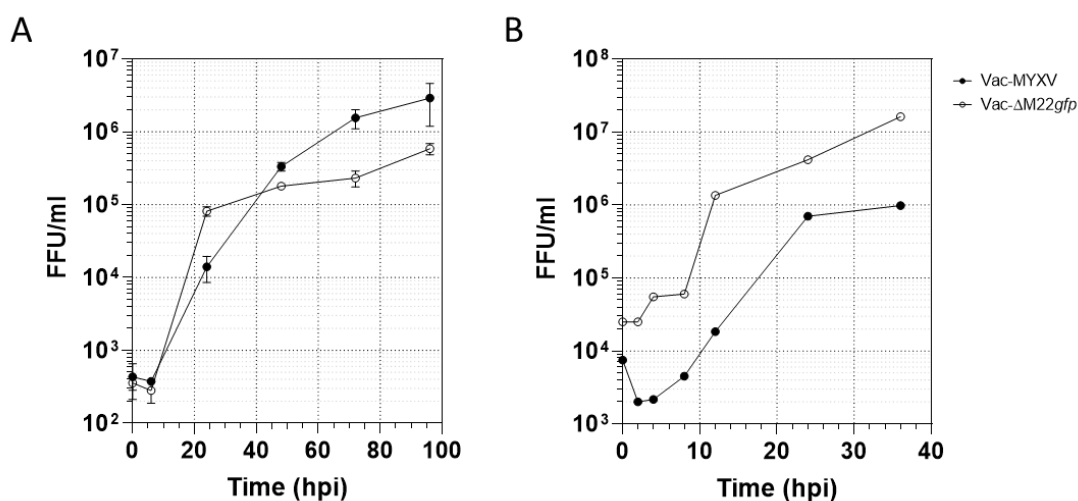 A
FFU/ml
10⁷
10⁶
10⁵
10⁴
10³
10²
0 20 40 60 80 100
Time (hpi)
B
FFU/ml
10⁸
10⁷
10⁶
10⁵
10⁴
10³
0 10 20 30 40
Time (hpi)
Vac-MYXV
Vac-ΔM22gfp